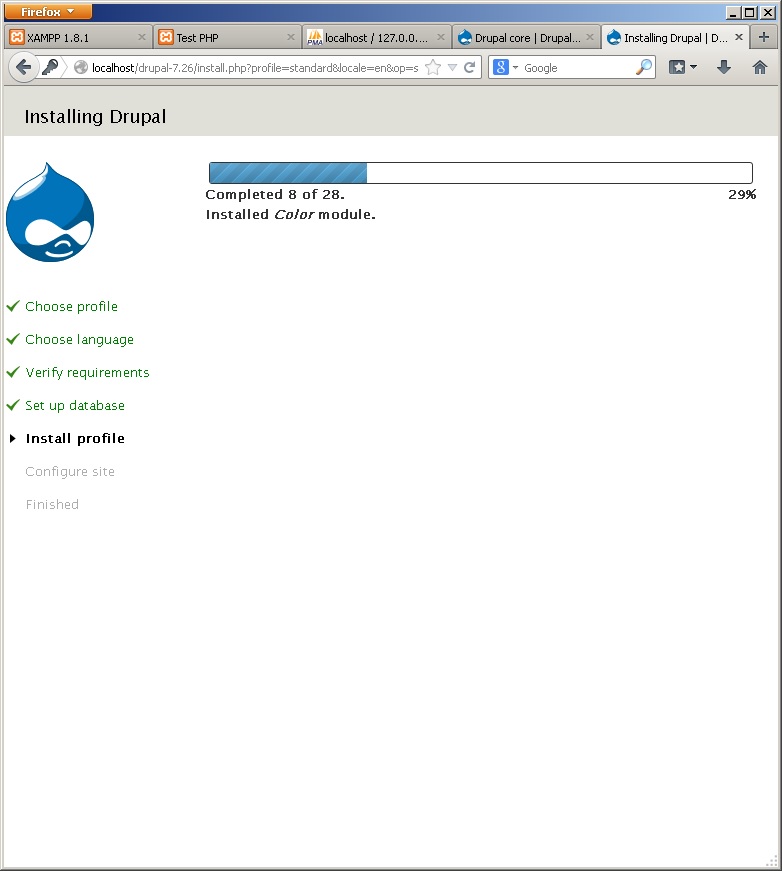 Firefox
XAMPP 1.8.1
Test PHP
PMA
localhost / 127.0.0....
Drupal core | Drupal...
Installing Drupal | D...
localhost/drupal-7.26/install.php?profile=standard&locale=en&op=s
8
Google
Installing Drupal
Completed 8 of 28.
29%
Installed Color module.
Choose profile
Choose language
Verify requirements
Set up database
Install profile
Configure site
Finished